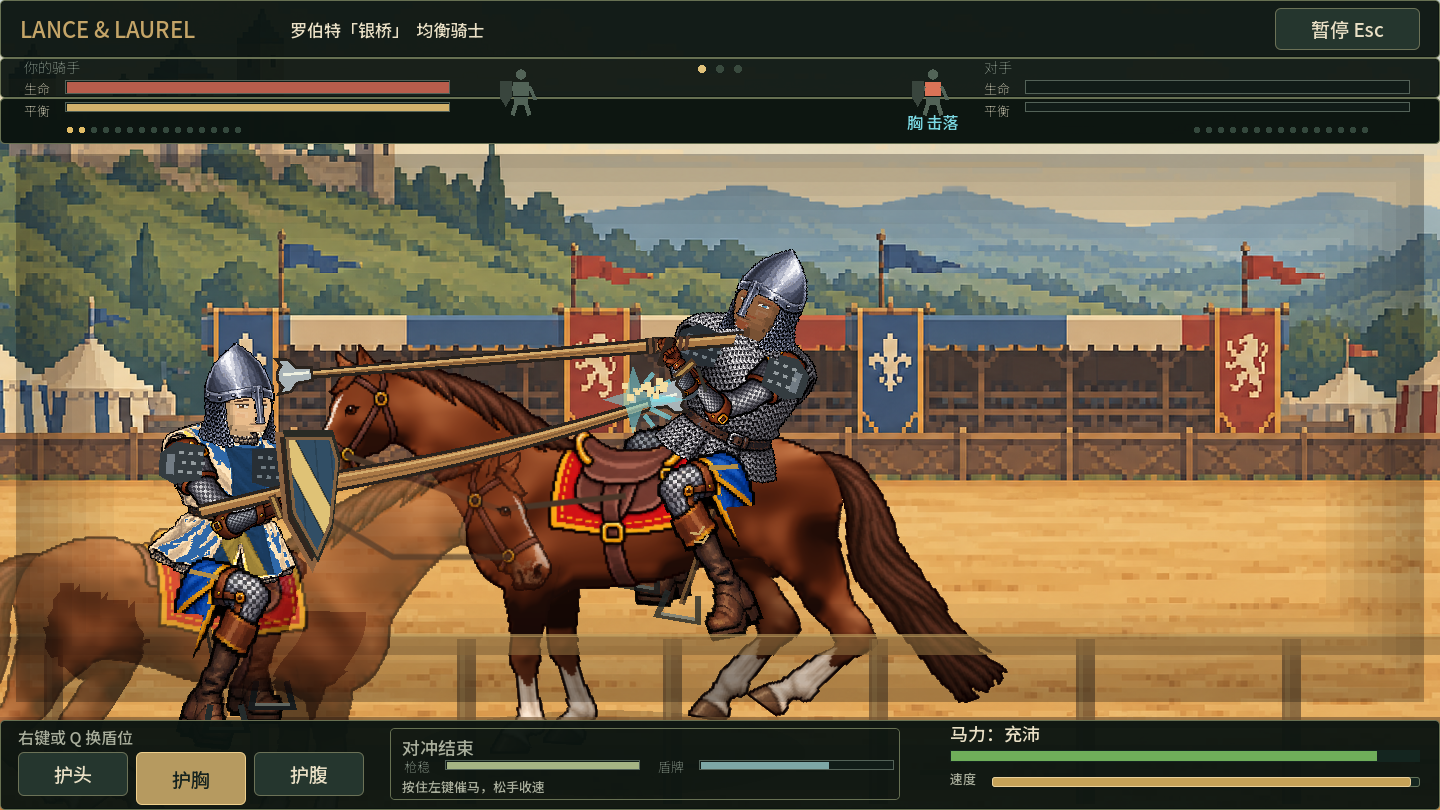 LANCE & LAUREL
罗伯特「银桥」 均衡骑士
暂停 Esc
你的骑手
生命
平衡
对手
生命
平衡
胸 击落
右键或 Q 换盾位
护头
护胸
护腹
对冲结束
枪稳
盾牌
按住左键催马，松手收速
马力：充沛
速度